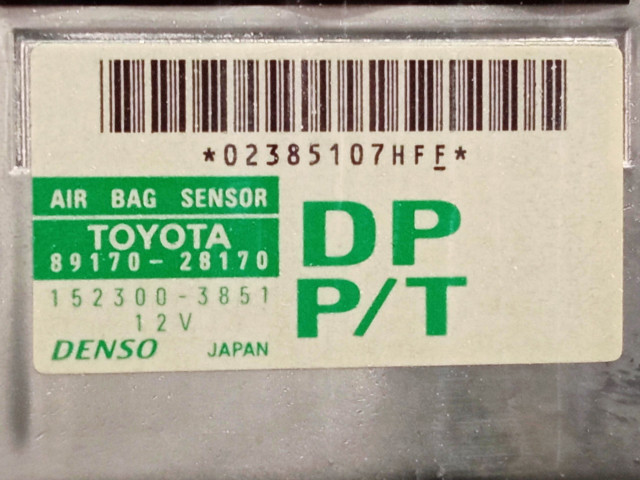 *02385107HFF*
AIR BAG SENSOR
TOYOTA
89170-28170
152300-3851
12V
DENSO JAPAN
DP
P/T